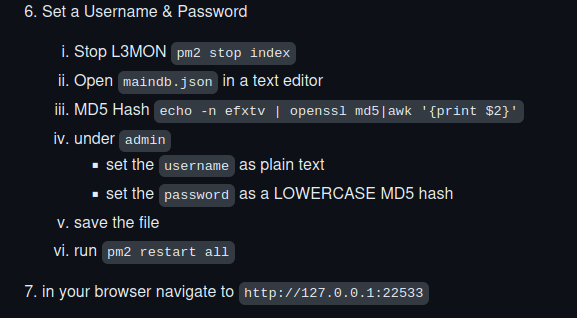 6. Set a Username & Password
i. Stop L3MON pm2 stop index
ii. Open maindb.json in a text editor
iii. MD5 Hash echo -n efxtv | openssl md5|awk '{print $2}'
iv. under admin
▪ set the username as plain text
▪ set the password as a LOWERCASE MD5 hash
v. save the file
vi. run pm2 restart all
7. in your browser navigate to http://127.0.0.1:22533